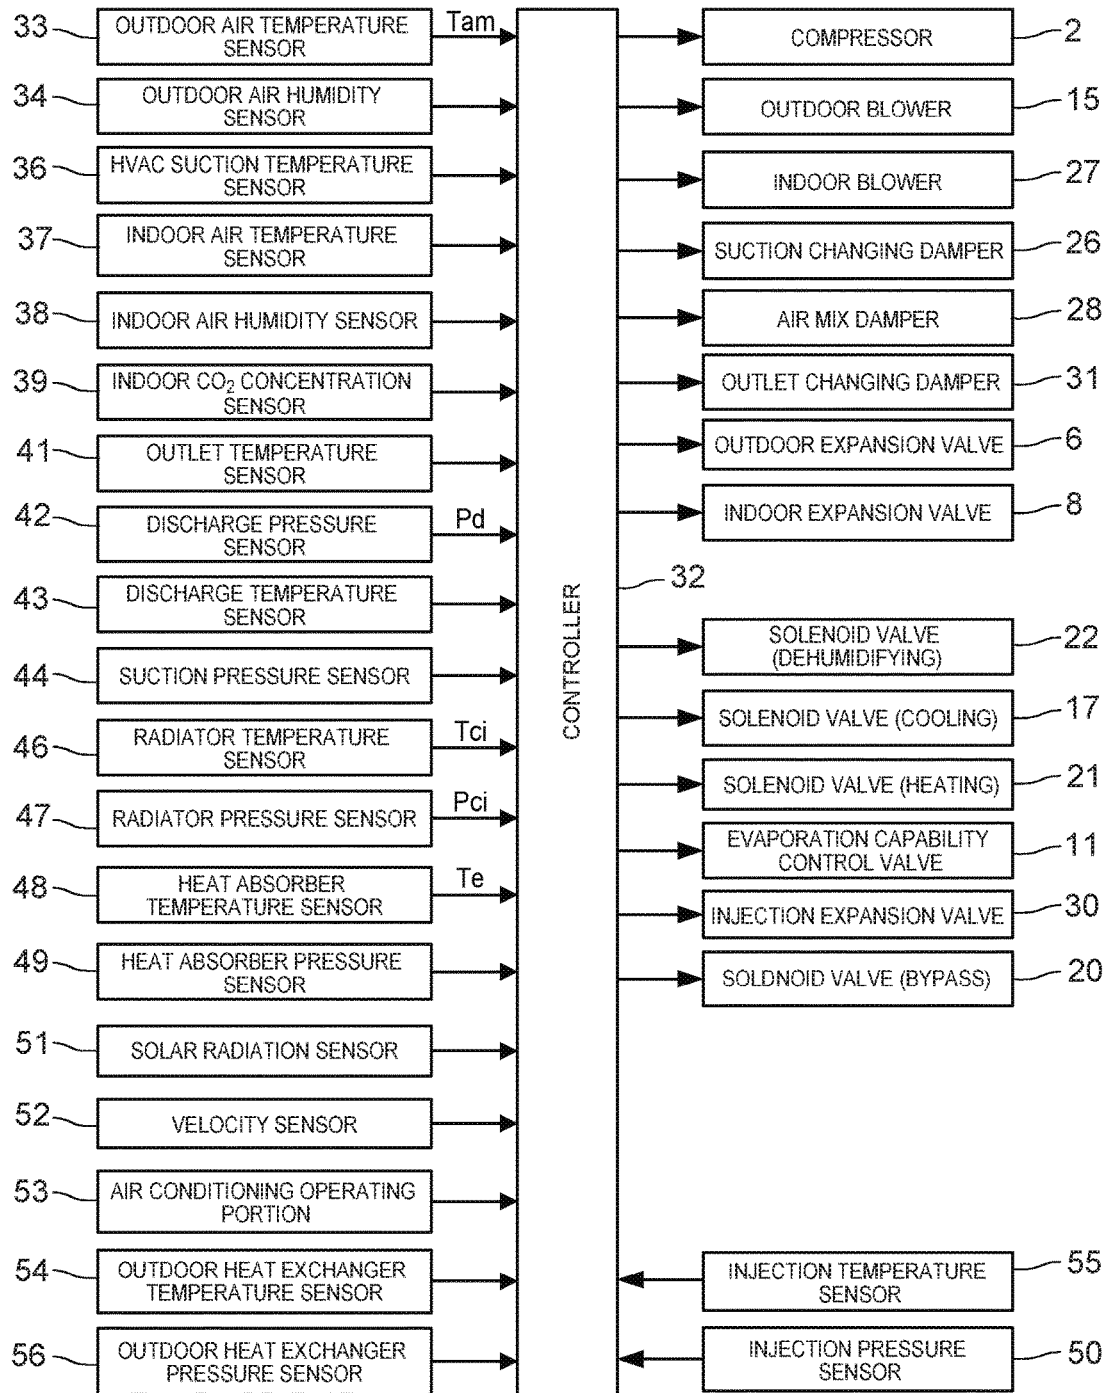 33
OUTDOOR AIR TEMPERATURE
SENSOR
Tam
34
OUTDOOR AIR HUMIDITY
SENSOR
36
HVAC SUCTION TEMPERATURE
SENSOR
37
INDOOR AIR TEMPERATURE
SENSOR
38
INDOOR AIR HUMIDITY SENSOR
39
INDOOR CO₂ CONCENTRATION
SENSOR
41
OUTLET TEMPERATURE
SENSOR
42
DISCHARGE PRESSURE
SENSOR
Pd
43
DISCHARGE TEMPERATURE
SENSOR
44
SUCTION PRESSURE SENSOR
46
RADIATOR TEMPERATURE
SENSOR
Tci
47
RADIATOR PRESSURE SENSOR
Pci
48
HEAT ABSORBER
TEMPERATURE SENSOR
Te
49
HEAT ABSORBER PRESSURE
SENSOR
51
SOLAR RADIATION SENSOR
52
VELOCITY SENSOR
53
AIR CONDITIONING OPERATING
PORTION
54
OUTDOOR HEAT EXCHANGER
TEMPERATURE SENSOR
56
OUTDOOR HEAT EXCHANGER
PRESSURE SENSOR
CONTROLLER
32
COMPRESSOR
2
OUTDOOR BLOWER
15
INDOOR BLOWER
27
SUCTION CHANGING DAMPER
26
AIR MIX DAMPER
28
OUTLET CHANGING DAMPER
31
OUTDOOR EXPANSION VALVE
6
INDOOR EXPANSION VALVE
8
SOLENOID VALVE
(DEHUMIDIFYING)
22
SOLENOID VALVE (COOLING)
17
SOLENOID VALVE (HEATING)
21
EVAPORATION CAPABILITY
CONTROL VALVE
11
INJECTION EXPANSION VALVE
30
SOLDNOID VALVE (BYPASS)
20
INJECTION TEMPERATURE
SENSOR
55
INJECTION PRESSURE
SENSOR
50